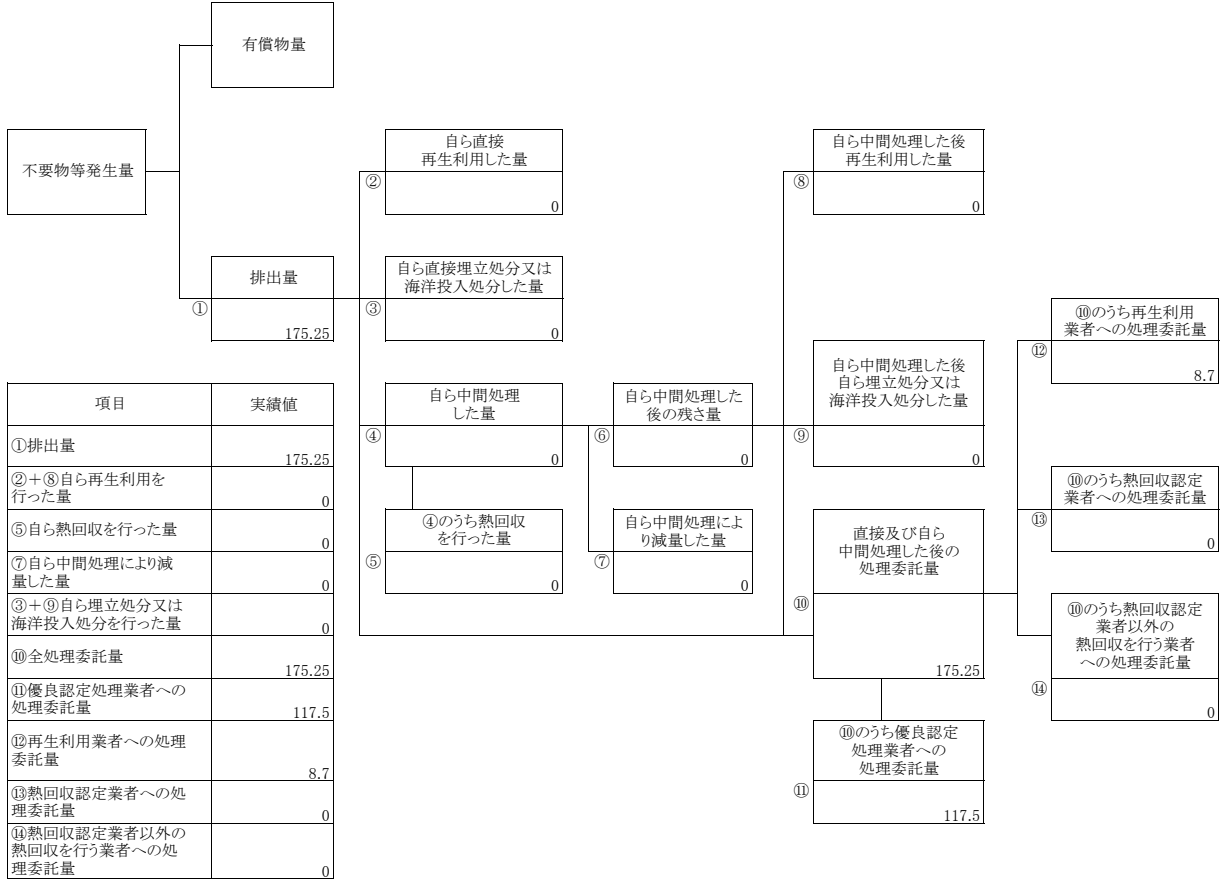 有償物量
不要物等発生量
自ら直接
再生利用した量
②
0
自ら中間処理した後
再生利用した量
⑧
0
排出量
①
175.25
自ら直接埋立処分又は
海洋投入処分した量
③
0
⑩のうち再生利用
業者への処理委託量
⑫
8.7
自ら中間処理
した量
④
0
自ら中間処理した
後の残さ量
⑥
0
自ら中間処理した後
自ら埋立処分又は
海洋投入処分した量
⑨
0
⑩のうち熱回収認定
業者への処理委託量
⑬
0
④のうち熱回収
を行った量
⑤
0
自ら中間処理によ
り減量した量
⑦
0
直接及び自ら
中間処理した後の
処理委託量
⑩
175.25
⑩のうち熱回収認定
業者以外の
熱回収を行う業者
への処理委託量
⑭
0
⑩のうち優良認定
処理業者への
処理委託量
⑪
117.5
項目 実績値
①排出量
175.25
②+⑧自ら再生利用を
行った量
0
⑤自ら熱回収を行った量
0
⑦自ら中間処理により減
量した量
0
③+⑨自ら埋立処分又は
海洋投入処分を行った量
0
⑩全処理委託量
175.25
⑪優良認定処理業者への
処理委託量
117.5
⑫再生利用業者への処理
委託量
8.7
⑬熱回収認定業者への処
理委託量
0
⑭熱回収認定業者以外の
熱回収を行う業者への処
理委託量
0